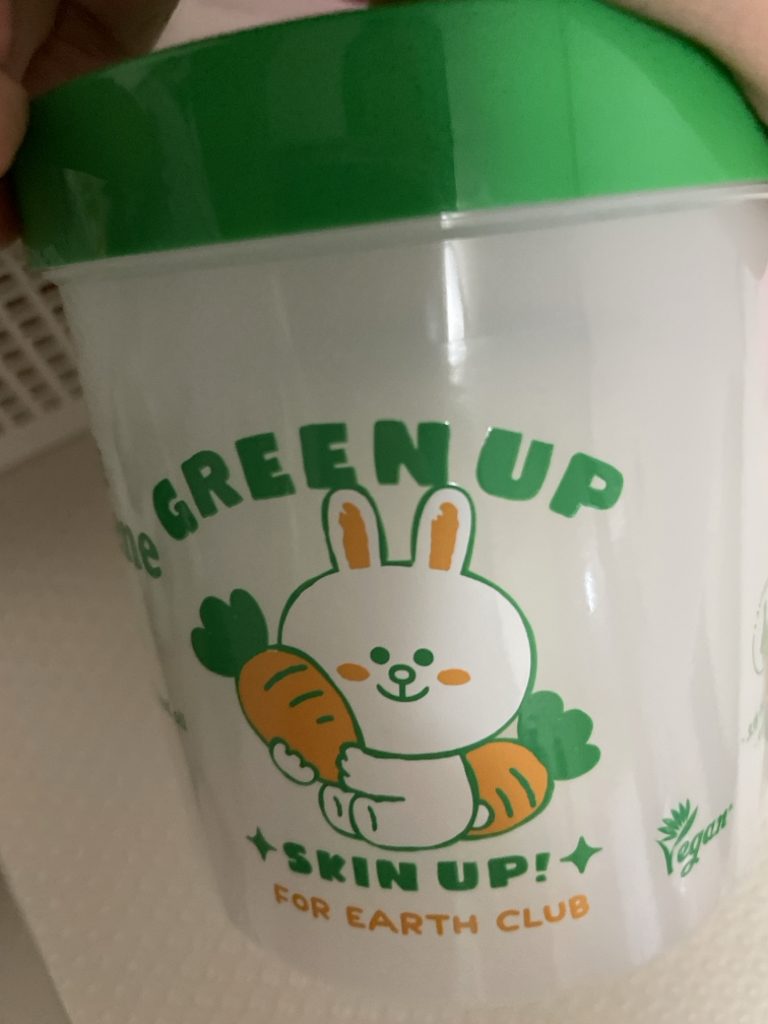 GREEN UP
SKIN UP!
FOR EARTH CLUB
Vegan